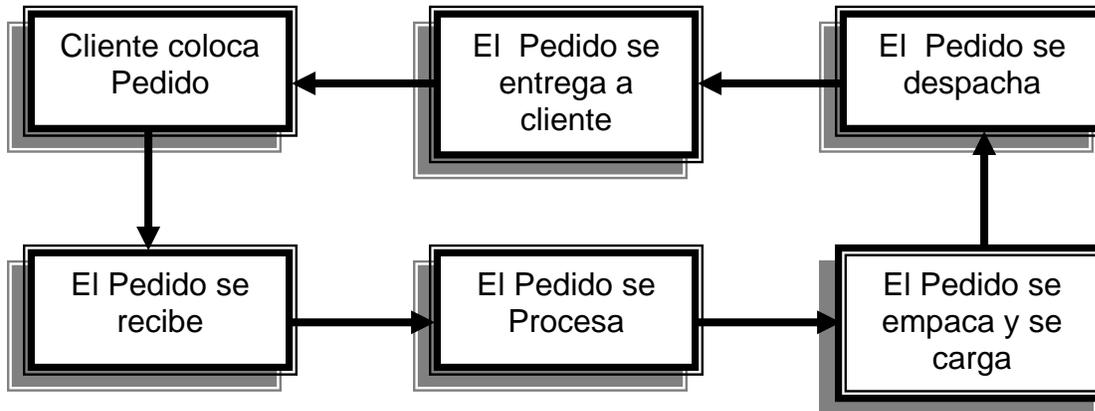 Cliente coloca
Pedido
El Pedido se
entrega a
cliente
El Pedido se
despacha
El Pedido se
recibe
El Pedido se
Procesa
El Pedido se
empaca y se
carga